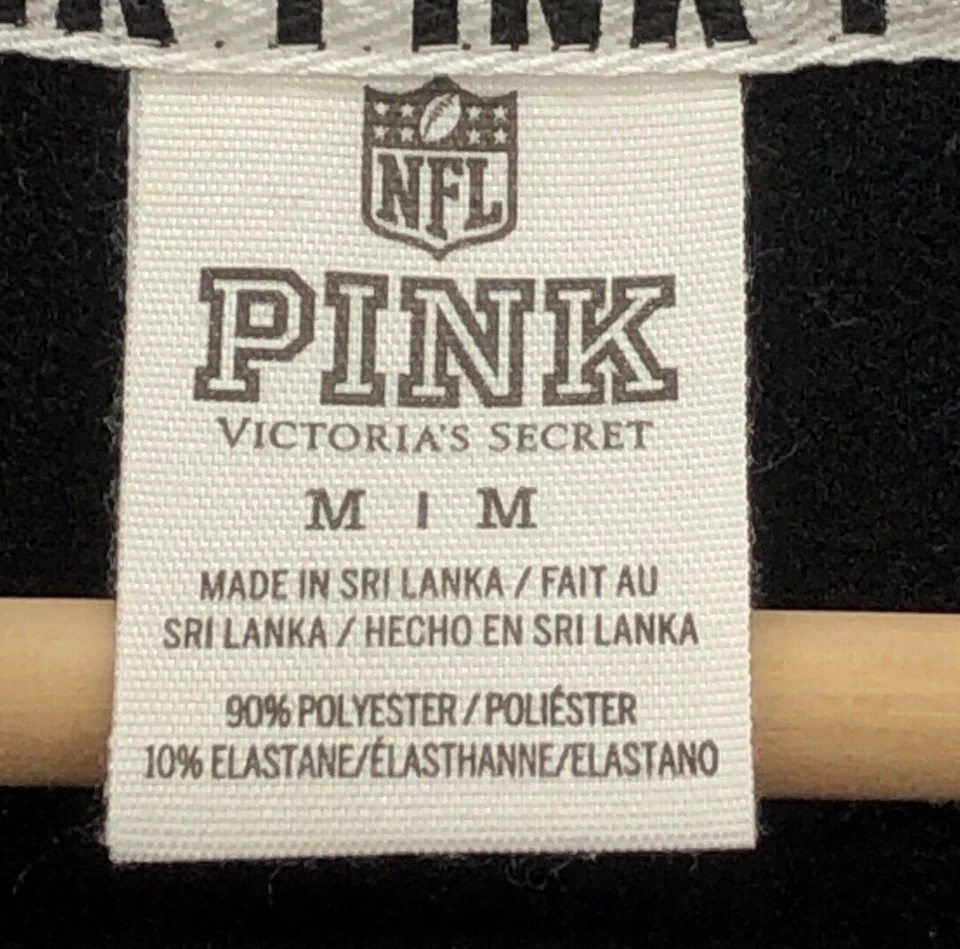 PINK
NFL
PINK
VICTORIA'S SECRET
M | M
MADE IN SRI LANKA / FAIT AU
SRI LANKA / HECHO EN SRI LANKA
90% POLYESTER / POLIÉSTER
10% ELASTANE/ÉLASTHANNE/ELASTANO